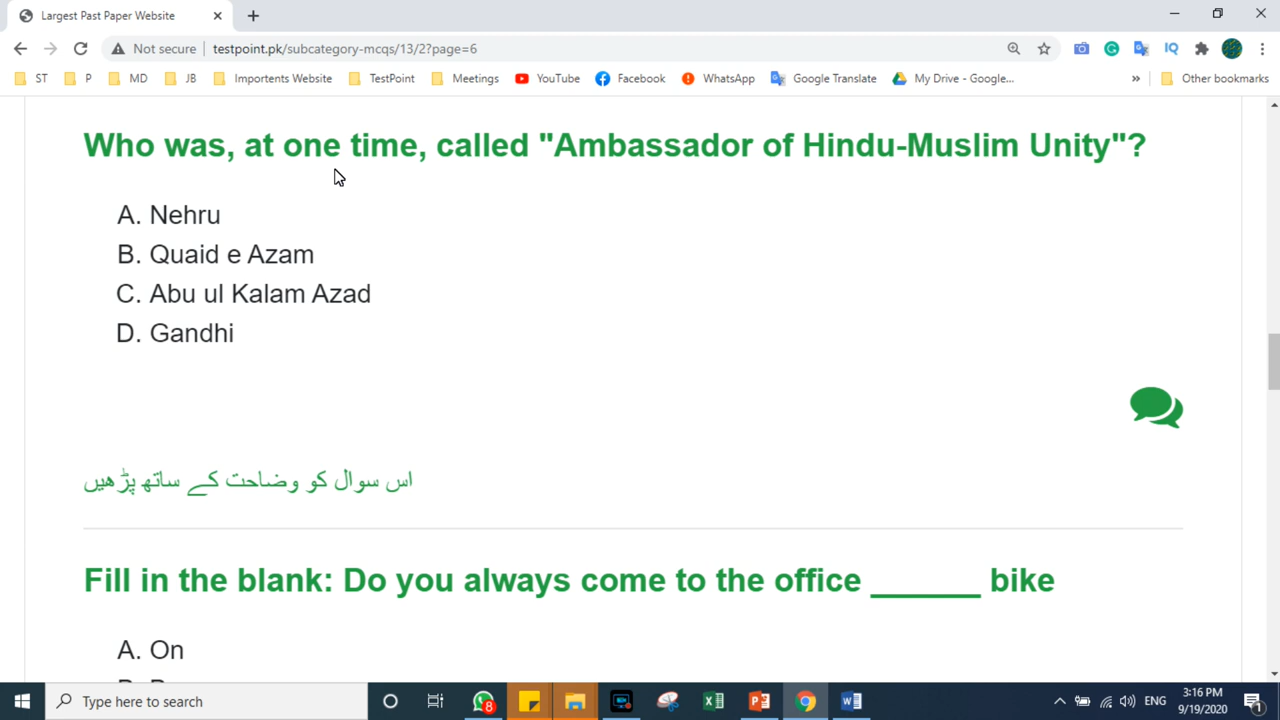 Largest Past Paper Website
Not secure testpoint.pk/subcategory-mcqs/13/2?page=6
ST P MD JB Importents Website TestPoint Meetings YouTube Facebook WhatsApp Google Translate My Drive - Google... » Other bookmarks
Who was, at one time, called "Ambassador of Hindu-Muslim Unity"?
A. Nehru
B. Quaid e Azam
C. Abu ul Kalam Azad
D. Gandhi
اس سوال کو وضاحت کے ساتھ پڑھیں
Fill in the blank: Do you always come to the office ______ bike
A. On
Type here to search
8
ENG
3:16 PM
9/19/2020
1